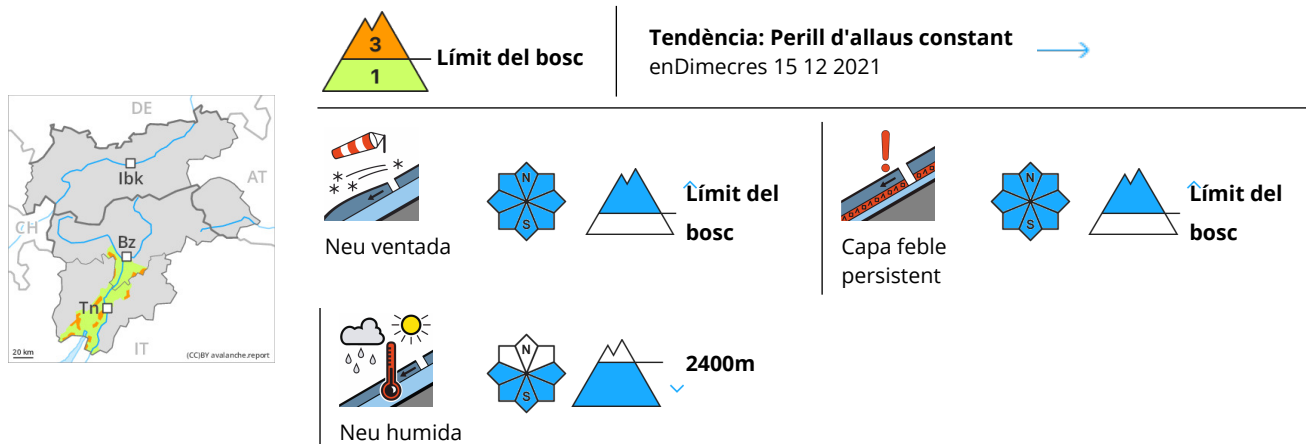 3
1
Límit del bosc
Tendència: Perill d'allaus constant
enDimecres 15 12 2021
DE
AT
CH
IT
Ibk
Bz
Tn
20 km
(CC)BY avalanche.report
N
S
Límit del
bosc
Neu ventada
N
S
Límit del
bosc
Capa feble
persistent
N
S
2400m
Neu humida